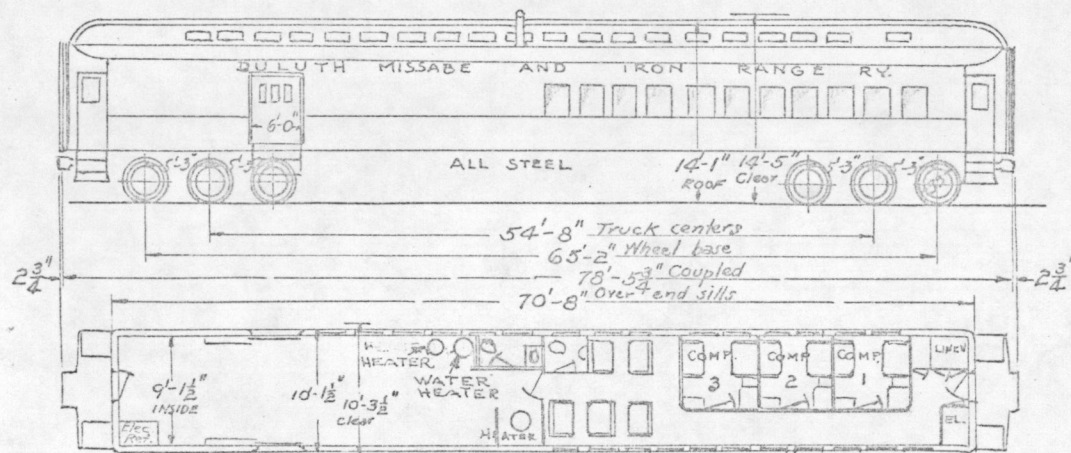 DULUTH MISSABE AND IRON RANGE RY.
6'-0"
ALL STEEL
5'-3" 5'-3"
14'-1" 14'-5"
ROOF Clear
5'-3" 5'-3"
54'-8" Truck centers
65'-2" Wheel base
2 3/4" 78'-5 3/4" Coupled 2 3/4"
70'-8" Over end sills
HEATER
WATER
HEATER
COMP. COMP. COMP. LINEN
3 2 1
9'-1 1/2"
INSIDE
10'-1 1/2"
10'-3 1/2"
Clear
HEATER
Elec.
Ref.
EL.